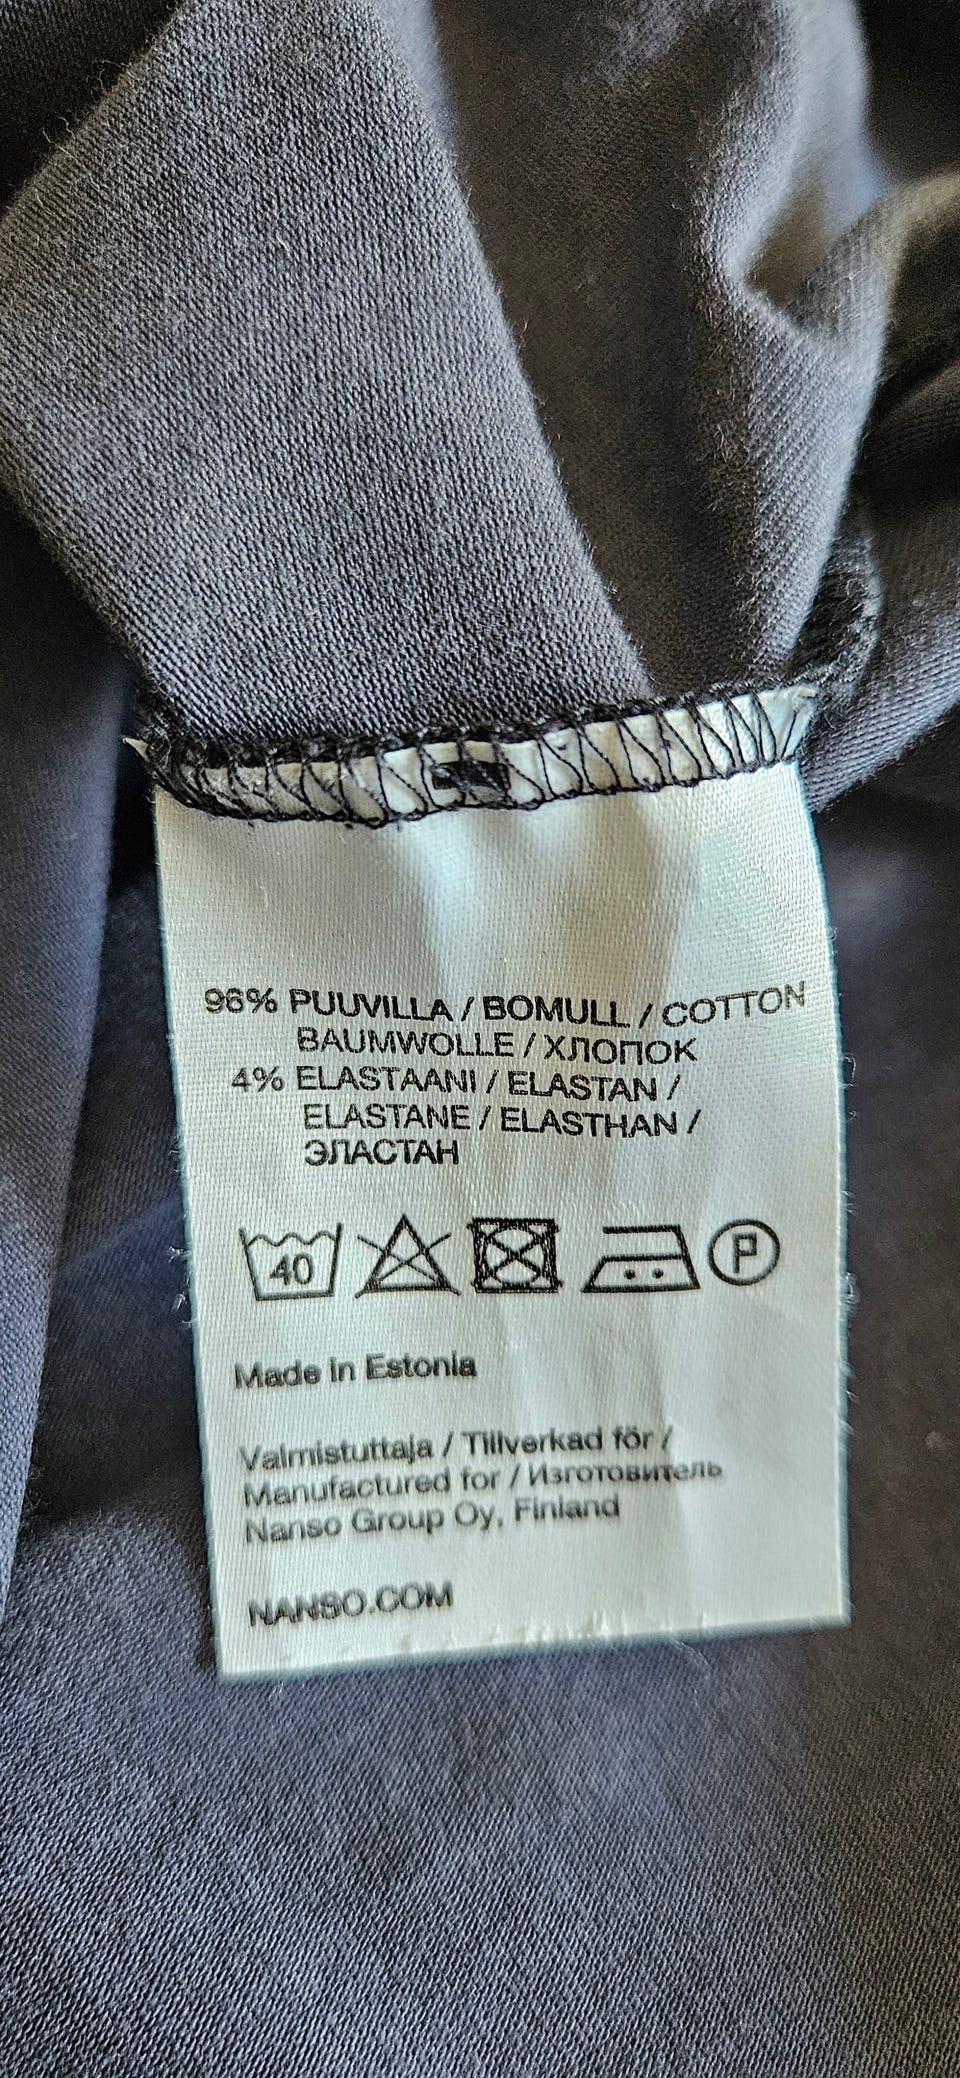 96% PUUVILLA / BOMULL / COTTON
BAUMWOLLE / ХЛОПОК
4% ELASTAANI / ELASTAN /
ELASTANE / ELASTHAN /
ЭЛАСТАН
40 P
Made in Estonia
Valmistuttaja / Tillverkad för /
Manufactured for / Изготовитель
Nanso Group Oy, Finland
NANSO.COM